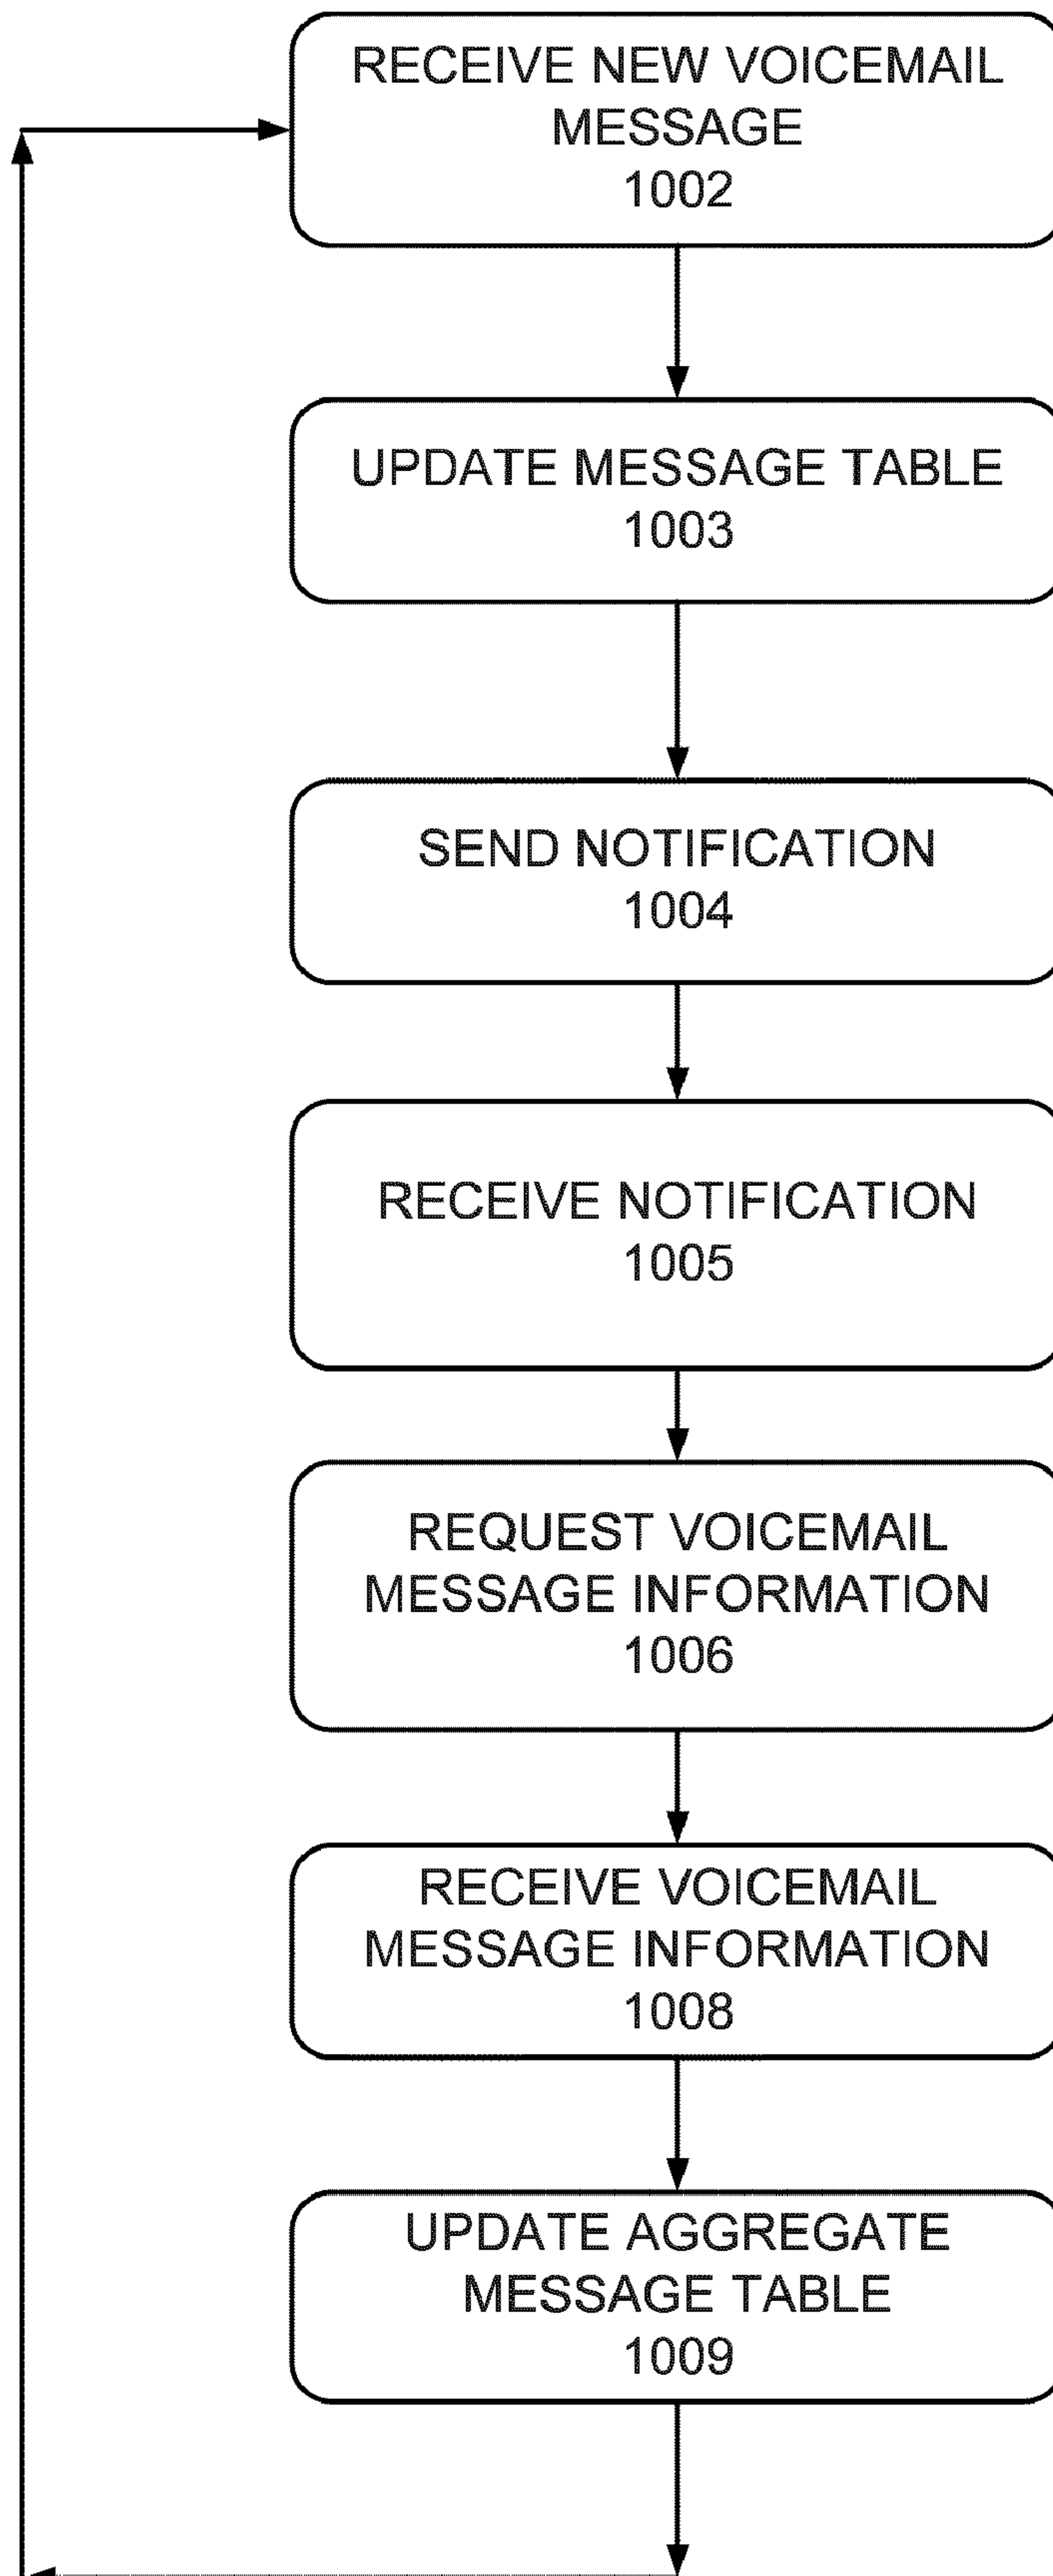 RECEIVE NEW VOICEMAIL
MESSAGE
1002
UPDATE MESSAGE TABLE
1003
SEND NOTIFICATION
1004
RECEIVE NOTIFICATION
1005
REQUEST VOICEMAIL
MESSAGE INFORMATION
1006
RECEIVE VOICEMAIL
MESSAGE INFORMATION
1008
UPDATE AGGREGATE
MESSAGE TABLE
1009